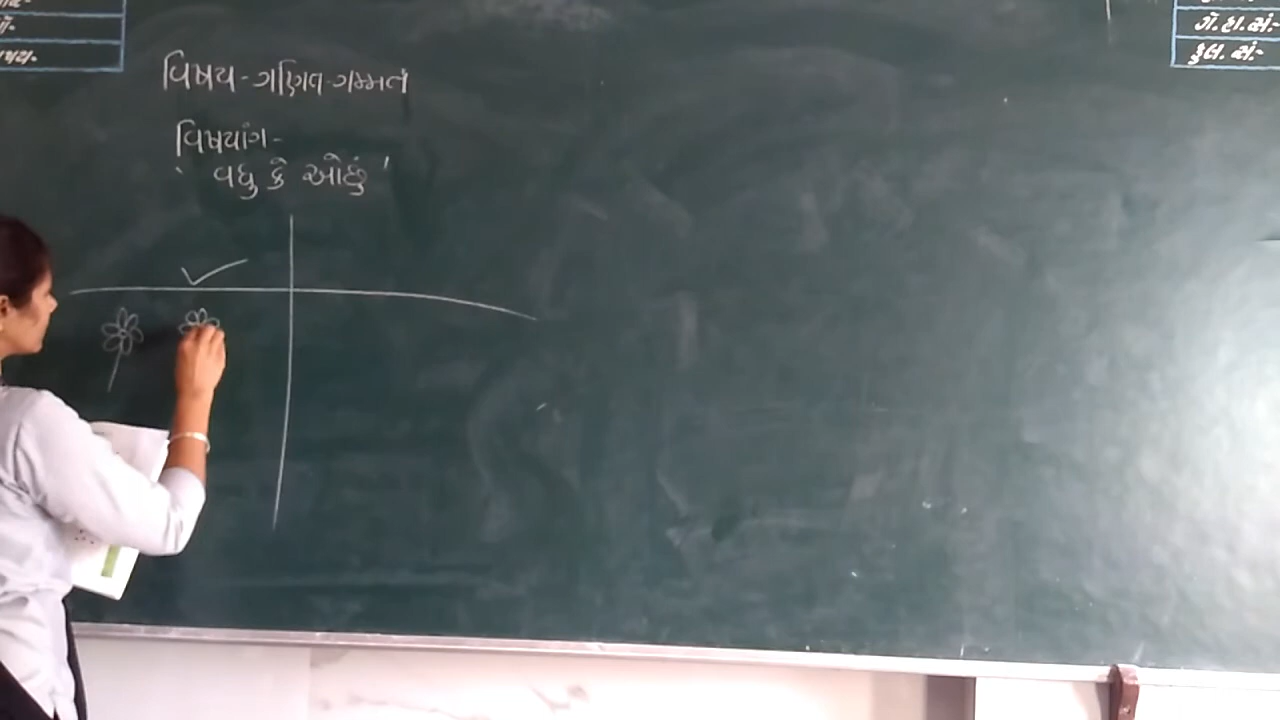 વિષય - ગણિત-ગમ્મત
વિષયાંગ -
' વધુ કે ઓછું '
ગે. હા. સં:-
કુલ. સં:-